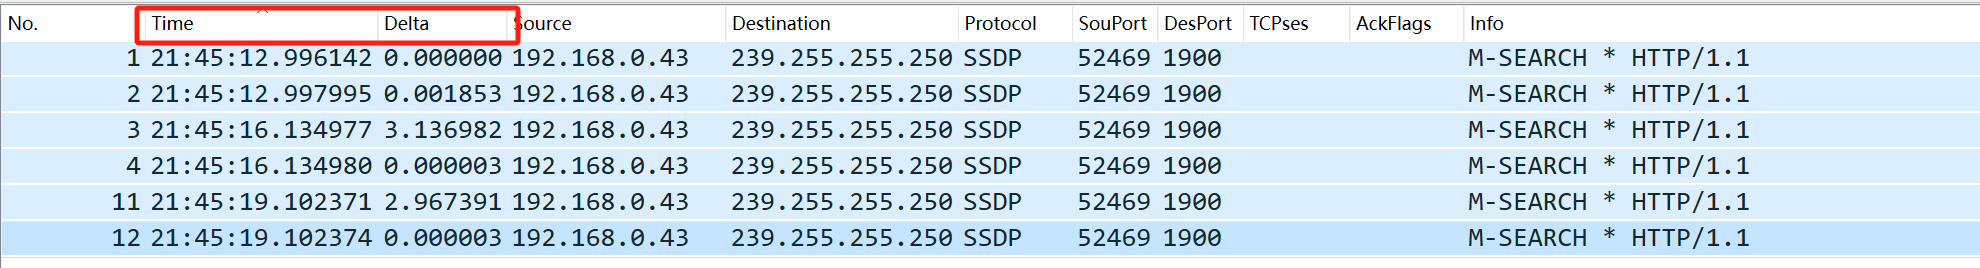 No. Time Delta Source Destination Protocol SouPort DesPort TCPses AckFlags Info
1 21:45:12.996142 0.000000 192.168.0.43 239.255.255.250 SSDP 52469 1900 M-SEARCH * HTTP/1.1
2 21:45:12.997995 0.001853 192.168.0.43 239.255.255.250 SSDP 52469 1900 M-SEARCH * HTTP/1.1
3 21:45:16.134977 3.136982 192.168.0.43 239.255.255.250 SSDP 52469 1900 M-SEARCH * HTTP/1.1
4 21:45:16.134980 0.000003 192.168.0.43 239.255.255.250 SSDP 52469 1900 M-SEARCH * HTTP/1.1
11 21:45:19.102371 2.967391 192.168.0.43 239.255.255.250 SSDP 52469 1900 M-SEARCH * HTTP/1.1
12 21:45:19.102374 0.000003 192.168.0.43 239.255.255.250 SSDP 52469 1900 M-SEARCH * HTTP/1.1